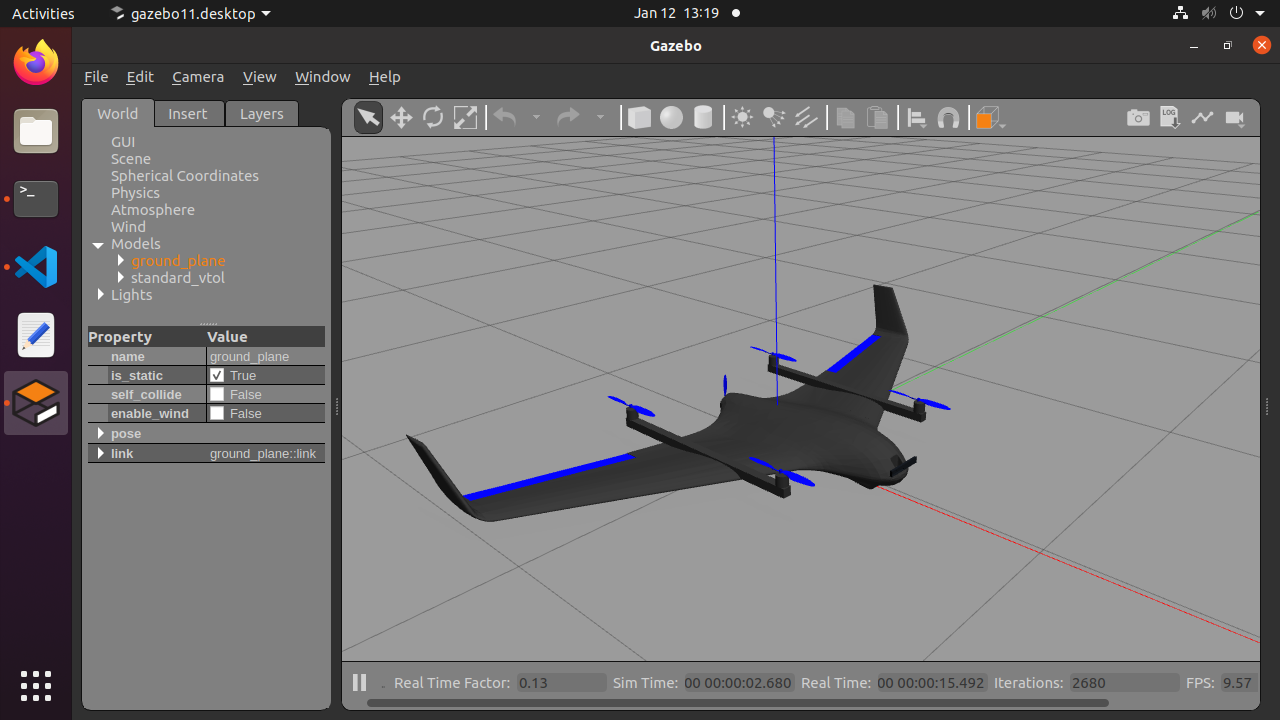 Activities gazebo11.desktop Jan 12 13:19
Gazebo
File Edit Camera View Window Help
World Insert Layers
LOG
GUI
Scene
Spherical Coordinates
Physics
Atmosphere
Wind
Models
ground_plane
standard_vtol
Lights
Property Value
name ground_plane
is_static True
self_collide False
enable_wind False
pose
link ground_plane::link
>_
Real Time Factor: 0.13 Sim Time: 00 00:00:02.680 Real Time: 00 00:00:15.492 Iterations: 2680 FPS: 9.57